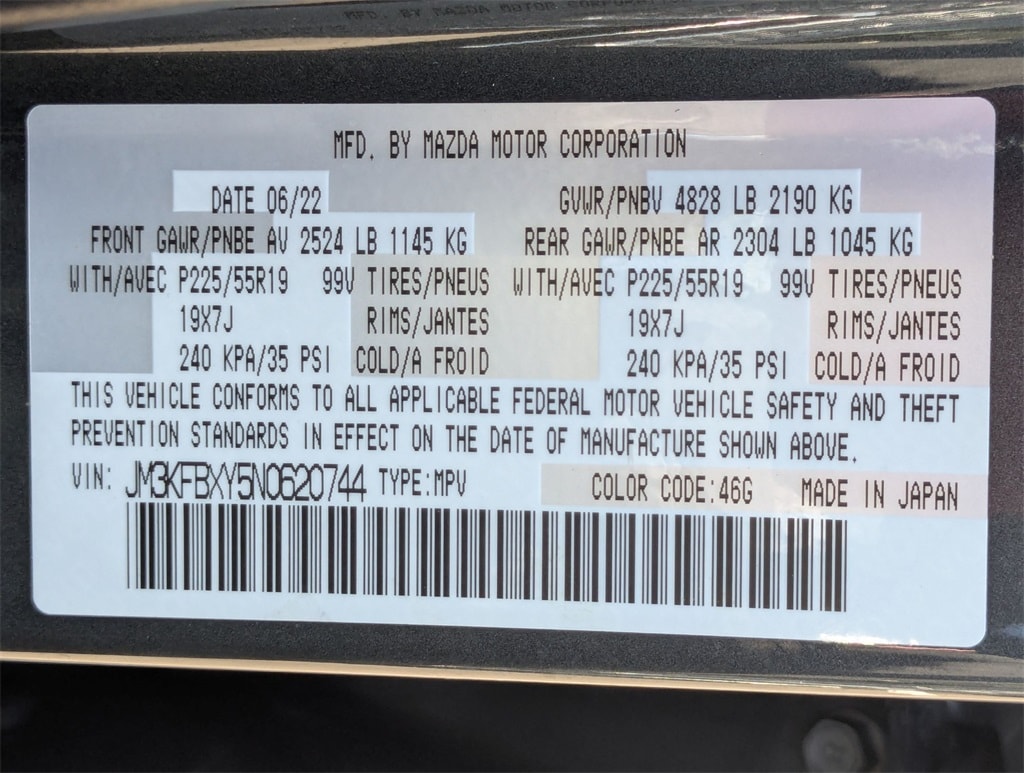 MFD. BY MAZDA MOTOR CORPORATION
DATE 06/22 GVWR/PNBV 4828 LB 2190 KG
FRONT GAWR/PNBE AV 2524 LB 1145 KG REAR GAWR/PNBE AR 2304 LB 1045 KG
WITH/AVEC P225/55R19 99V TIRES/PNEUS WITH/AVEC P225/55R19 99V TIRES/PNEUS
19X7J RIMS/JANTES 19X7J RIMS/JANTES
240 KPA/35 PSI COLD/A FROID 240 KPA/35 PSI COLD/A FROID
THIS VEHICLE CONFORMS TO ALL APPLICABLE FEDERAL MOTOR VEHICLE SAFETY AND THEFT
PREVENTION STANDARDS IN EFFECT ON THE DATE OF MANUFACTURE SHOWN ABOVE.
VIN: JM3KFBXY5N0620744 TYPE:MPV COLOR CODE:46G MADE IN JAPAN